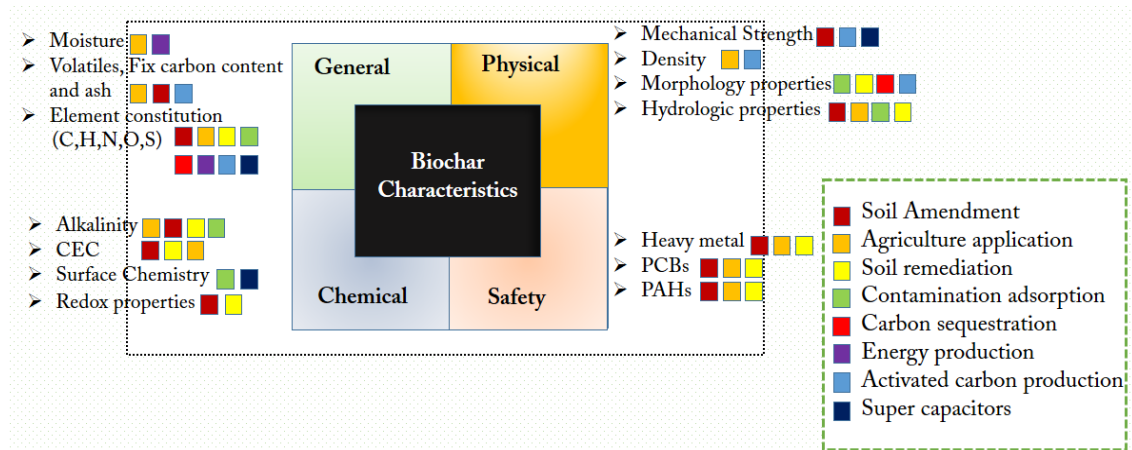 Moisture
Volatiles, Fix carbon content
and ash
Element constitution
(C,H,N,O,S)
General
Physical
Mechanical Strength
Density
Morphology properties
Hydrologic properties
Biochar
Characteristics
Alkalinity
CEC
Surface Chemistry
Redox properties
Chemical
Safety
Heavy metal
PCBs
PAHs
Soil Amendment
Agriculture application
Soil remediation
Contamination adsorption
Carbon sequestration
Energy production
Activated carbon production
Super capacitors